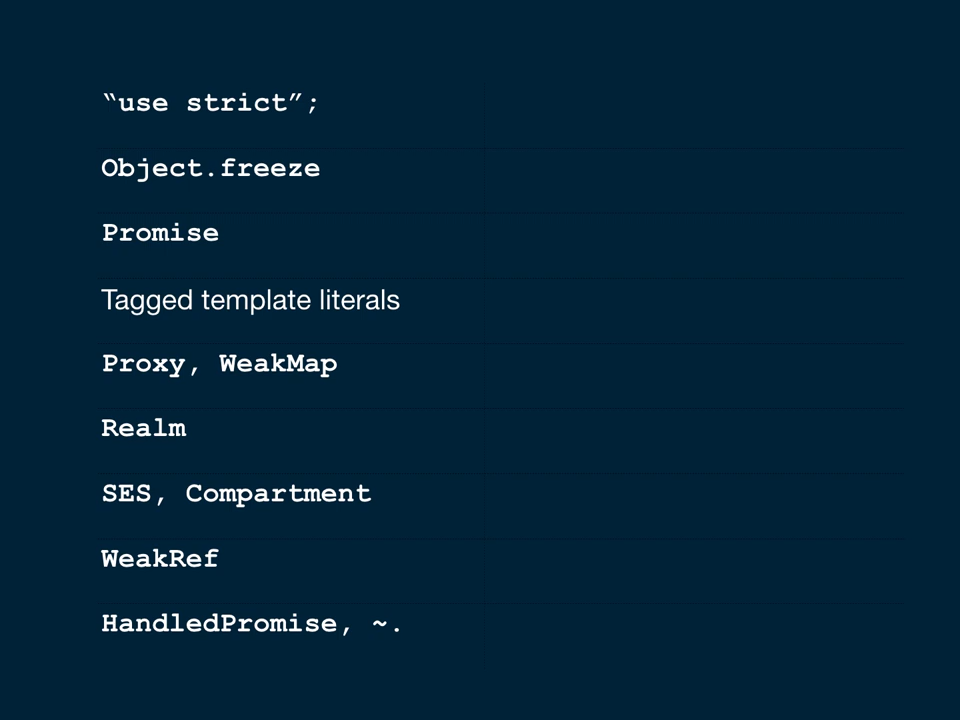 “use strict”;
Object.freeze
Promise
Tagged template literals
Proxy, WeakMap
Realm
SES, Compartment
WeakRef
HandledPromise, ~.